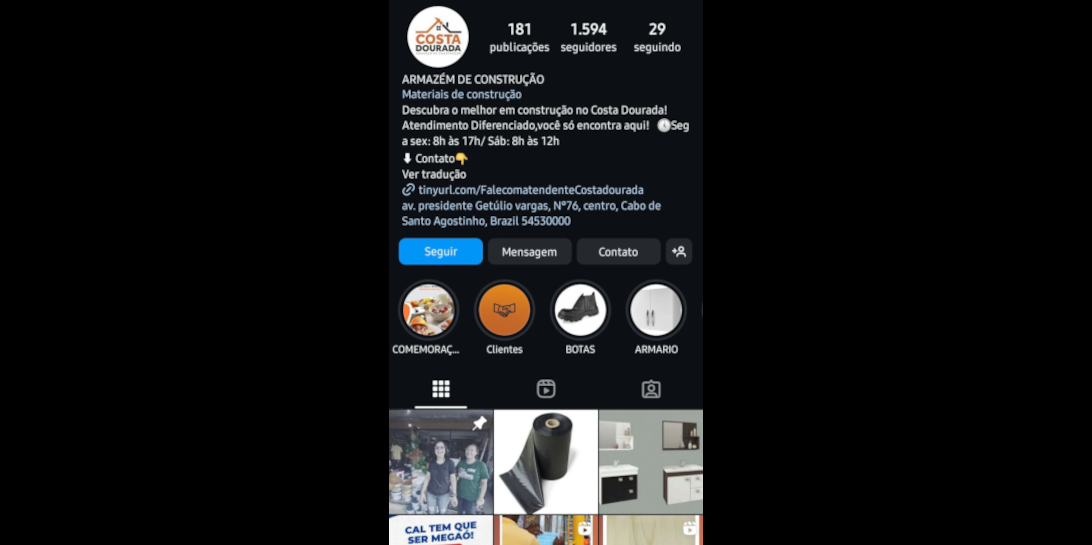 COSTA
DOURADA
181
publicações
1.594
seguidores
29
seguindo
ARMAZÉM DE CONSTRUÇÃO
Materiais de construção
Descubra o melhor em construção no Costa Dourada!
Atendimento Diferenciado,você só encontra aqui! 🕔Seg
a sex: 8h às 17h/ Sáb: 8h às 12h
⬇ Contato👇
Ver tradução
tinyurl.com/FalecomatendenteCostadourada
av. presidente Getúlio vargas, Nº76, centro, Cabo de
Santo Agostinho, Brazil 54530000
Seguir
Mensagem
Contato
COMEMORAÇ...
Clientes
BOTAS
ARMARIO
CAL TEM QUE
SER MEGAÓ!